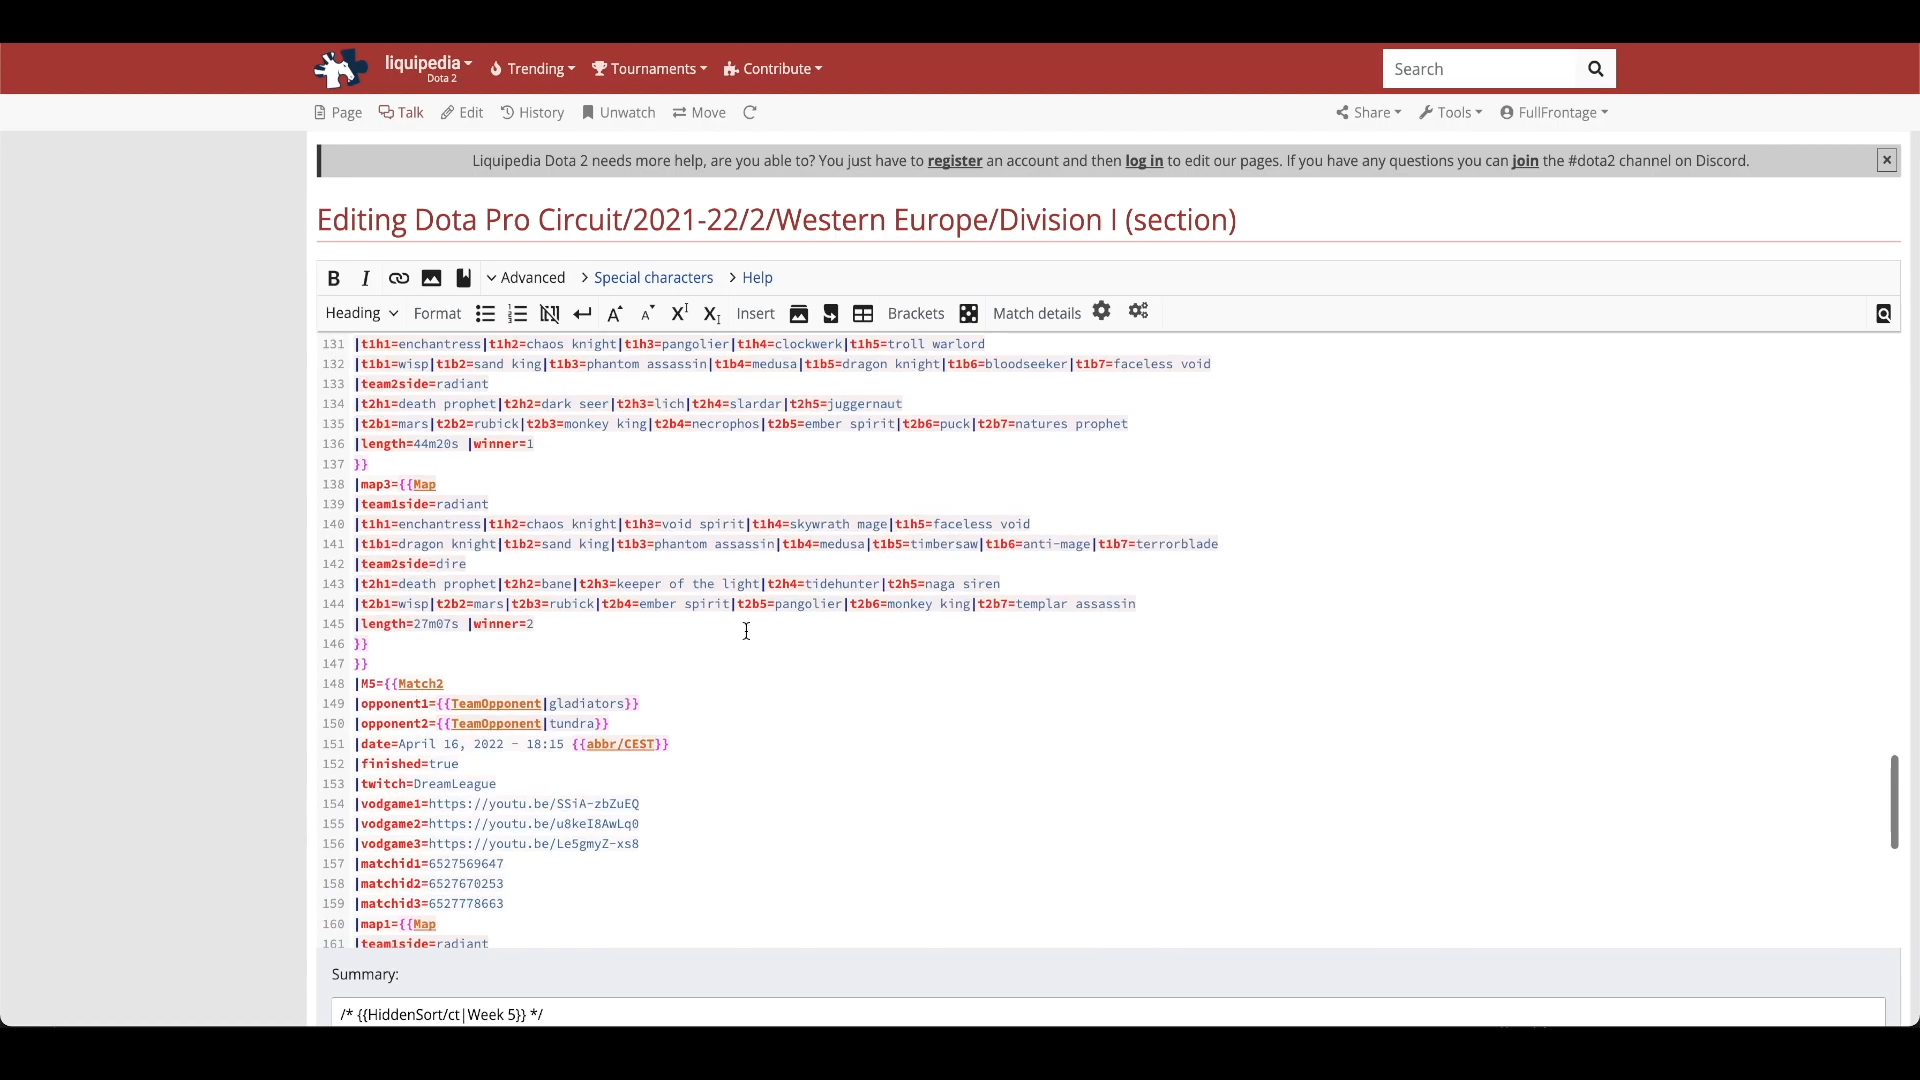 liquipedia
Dota 2
Trending
Tournaments
Contribute
Search
Page
Talk
Edit
History
Unwatch
Move
Share
Tools
FullFrontage
Liquipedia Dota 2 needs more help, are you able to? You just have to register an account and then log in to edit our pages. If you have any questions you can join the #dota2 channel on Discord.
Editing Dota Pro Circuit/2021-22/2/Western Europe/Division I (section)
B I Advanced Special characters Help
Heading Format Insert Brackets Match details
131 |t1h1=enchantress|t1h2=chaos knight|t1h3=pangolier|t1h4=clockwerk|t1h5=troll warlord
132 |t1b1=wisp|t1b2=sand king|t1b3=phantom assassin|t1b4=medusa|t1b5=dragon knight|t1b6=bloodseeker|t1b7=faceless void
133 |team2side=radiant
134 |t2h1=death prophet|t2h2=dark seer|t2h3=lich|t2h4=slardar|t2h5=juggernaut
135 |t2b1=mars|t2b2=rubick|t2b3=monkey king|t2b4=necrophos|t2b5=ember spirit|t2b6=puck|t2b7=natures prophet
136 |length=44m20s |winner=1
137 }}
138 |map3={{Map
139 |team1side=radiant
140 |t1h1=enchantress|t1h2=chaos knight|t1h3=void spirit|t1h4=skywrath mage|t1h5=faceless void
141 |t1b1=dragon knight|t1b2=sand king|t1b3=phantom assassin|t1b4=medusa|t1b5=timbersaw|t1b6=anti-mage|t1b7=terrorblade
142 |team2side=dire
143 |t2h1=death prophet|t2h2=bane|t2h3=keeper of the light|t2h4=tidehunter|t2h5=naga siren
144 |t2b1=wisp|t2b2=mars|t2b3=rubick|t2b4=ember spirit|t2b5=pangolier|t2b6=monkey king|t2b7=templar assassin
145 |length=27m07s |winner=2
146 }}
147 }}
148 |M5={{Match2
149 |opponent1={{TeamOpponent|gladiators}}
150 |opponent2={{TeamOpponent|tundra}}
151 |date=April 16, 2022 - 18:15 {{abbr/CEST}}
152 |finished=true
153 |twitch=DreamLeague
154 |vodgame1=https://youtu.be/SSiA-zbZuEQ
155 |vodgame2=https://youtu.be/u8keI8AwLq0
156 |vodgame3=https://youtu.be/Le5gmyZ-xs8
157 |matchid1=6527569647
158 |matchid2=6527670253
159 |matchid3=6527778663
160 |map1={{Map
161 |team1side=radiant
Summary:
/* {{HiddenSort/ct|Week 5}} */